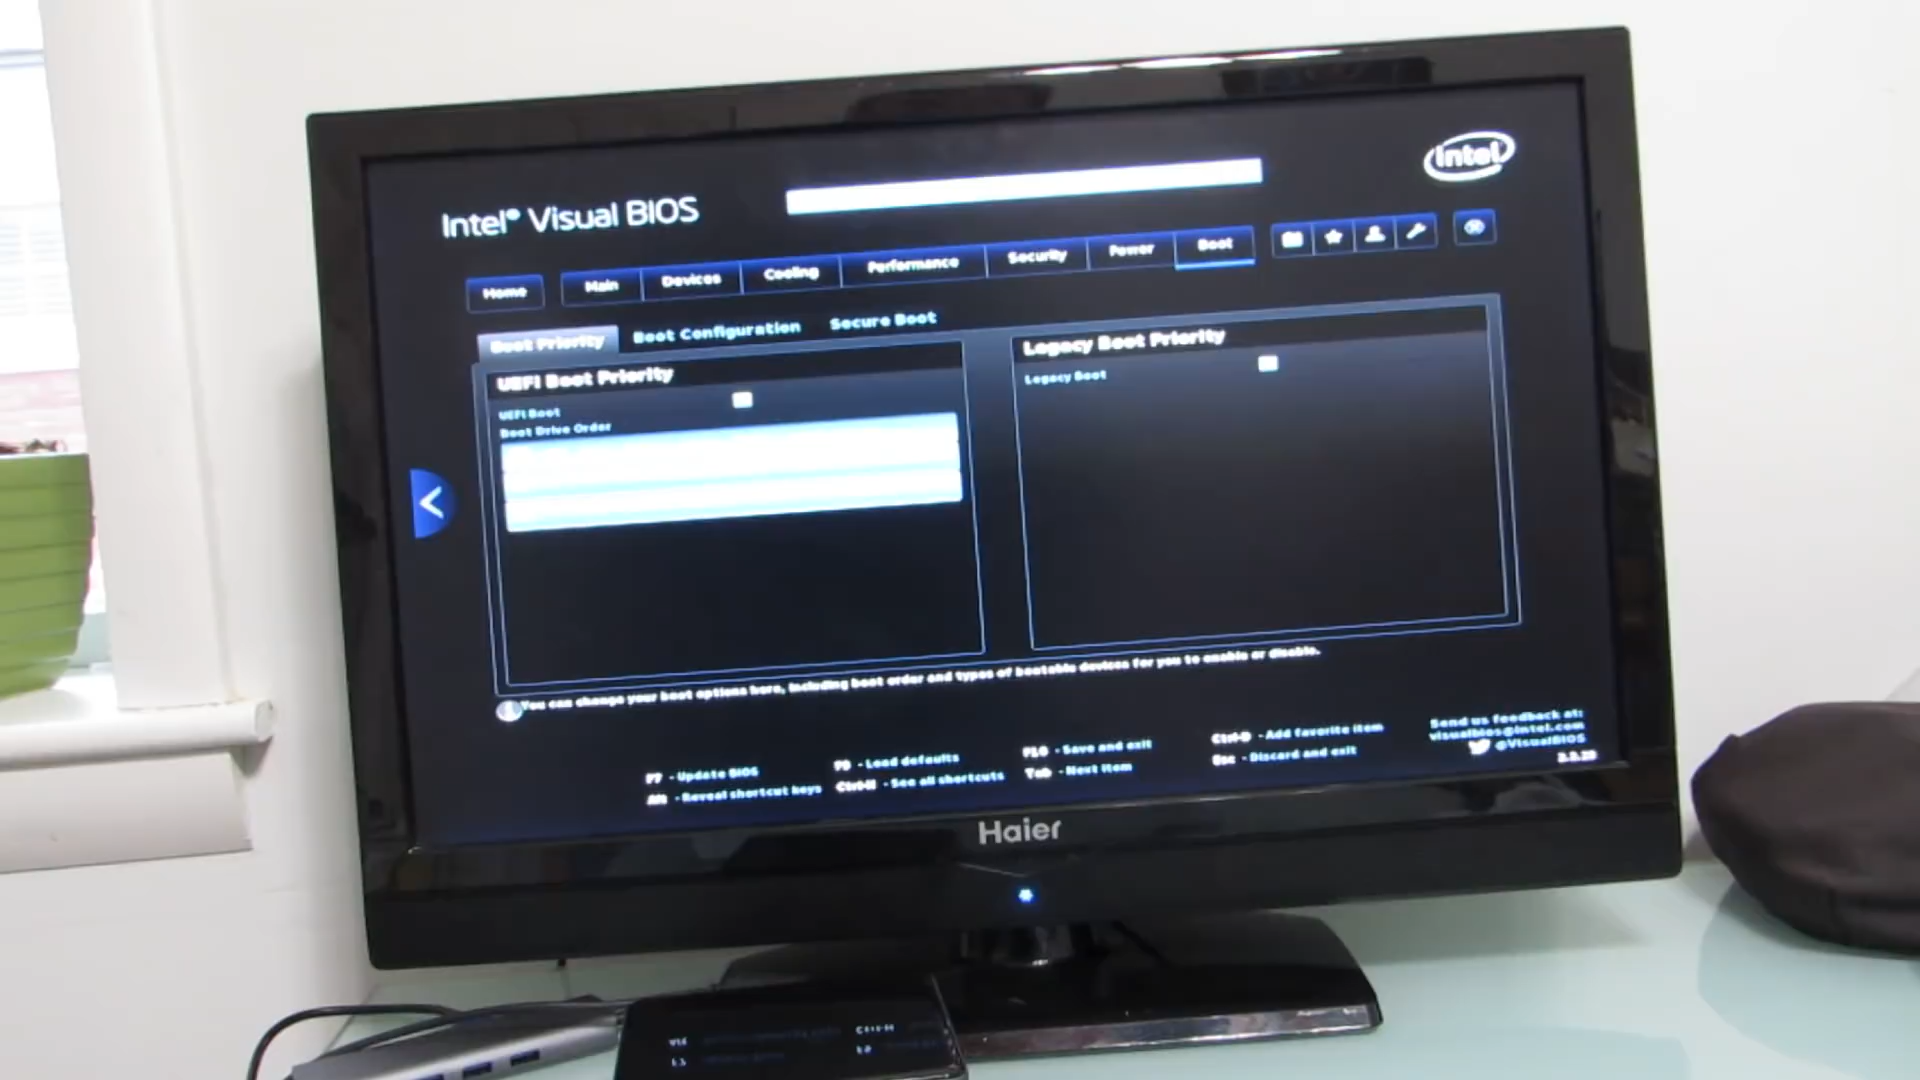 intel
Intel® Visual BIOS
Home
Main
Devices
Cooling
Performance
Security
Power
Boot
Boot Priority
Boot Configuration
Secure Boot
UEFI Boot Priority
UEFI Boot
Boot Drive Order
Legacy Boot Priority
Legacy Boot
You can change your boot options here, including boot order and types of bootable devices for you to enable or disable.
F7 - Update BIOS
F9 - Load defaults
F10 - Save and exit
Ctrl-D - Add favorite item
Alt - Reveal shortcut keys
Ctrl-H - See all shortcuts
Tab - Next item
Esc - Discard and exit
Send us feedback at:
visualbios@intel.com
@VisualBIOS
Haier